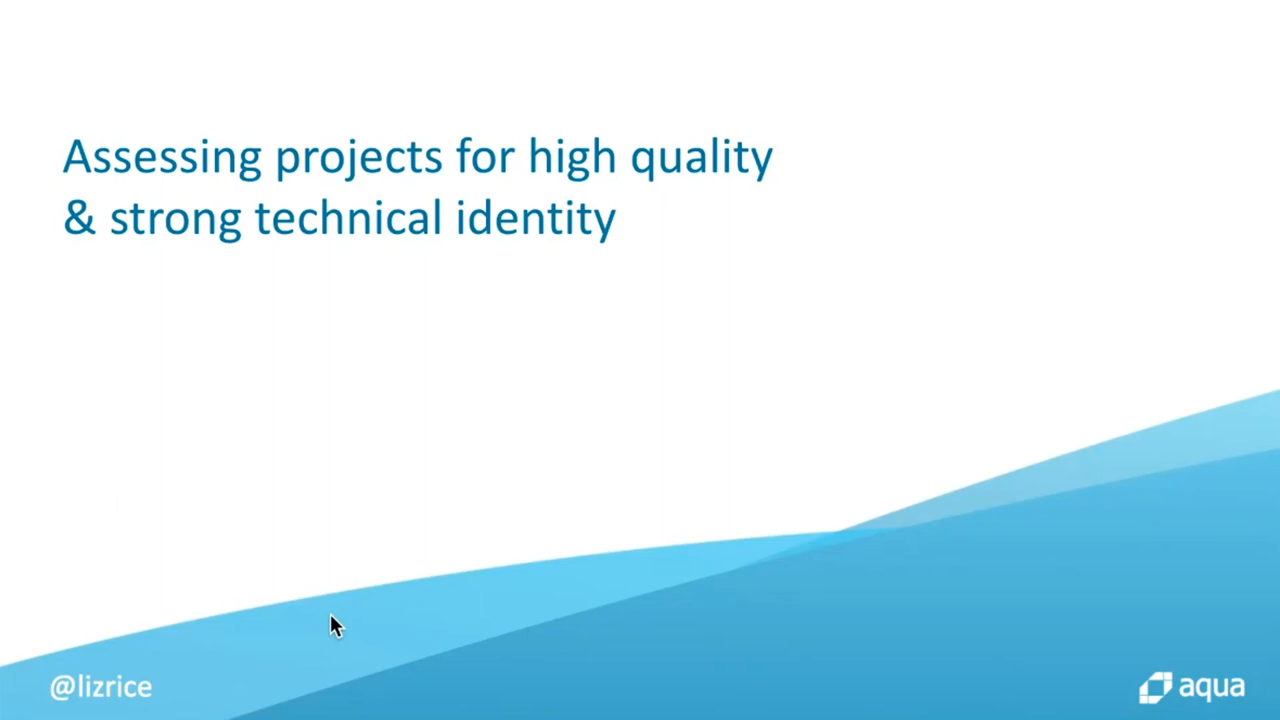 Assessing projects for high quality
& strong technical identity
@lizrice
aqua